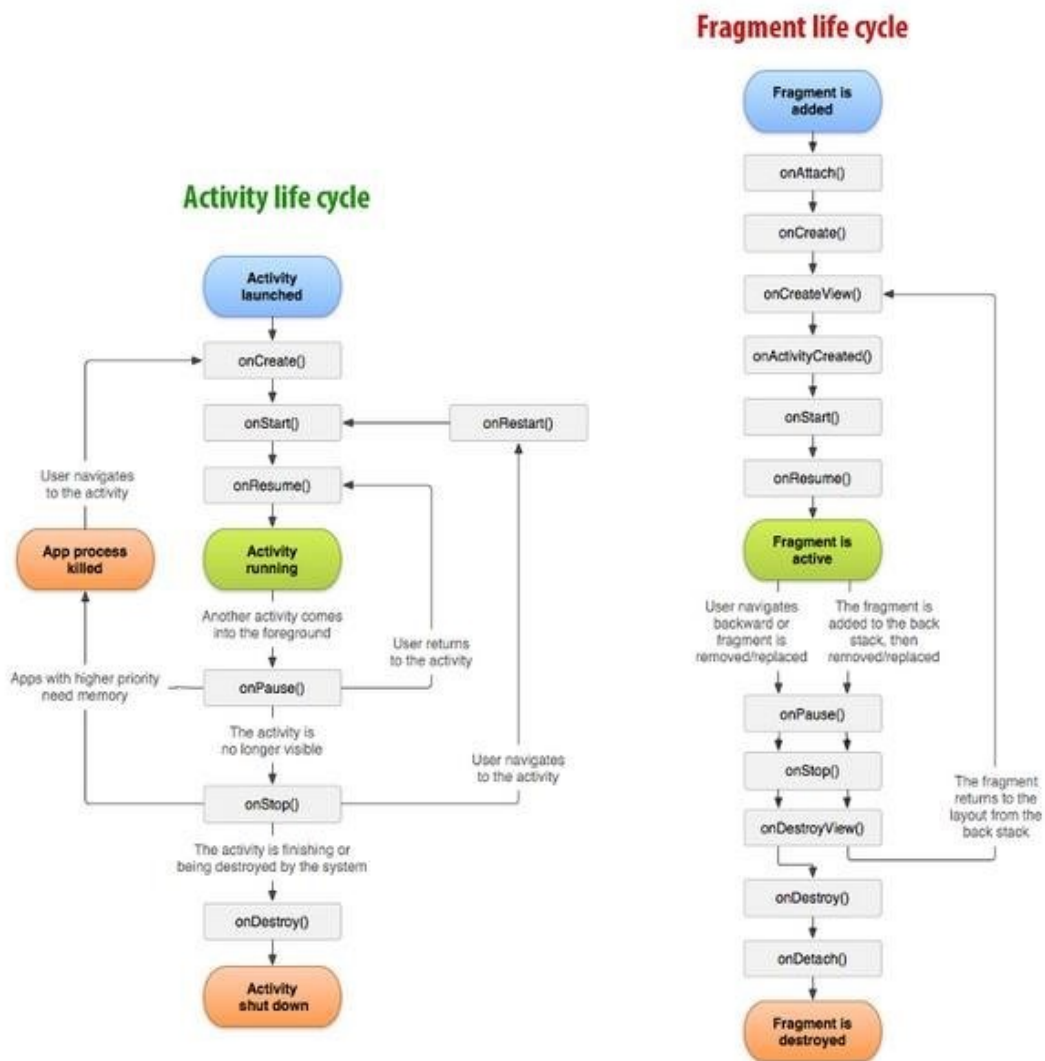 Activity life cycle
Activity
launched
onCreate()
onStart()
onRestart()
User navigates
to the activity
onResume()
App process
killed
Activity
running
Another activity comes
into the foreground
User returns
to the activity
Apps with higher priority
need memory
onPause()
The activity is
no longer visible
User navigates
to the activity
onStop()
The activity is finishing or
being destroyed by the system
onDestroy()
Activity
shut down
Fragment life cycle
Fragment is
added
onAttach()
onCreate()
onCreateView()
onActivityCreated()
onStart()
onResume()
Fragment is
active
User navigates
backward or
fragment is
removed/replaced
The fragment is
added to the back
stack, then
removed/replaced
onPause()
onStop()
The fragment
returns to the
layout from the
back stack
onDestroyView()
onDestroy()
onDetach()
Fragment is
destroyed